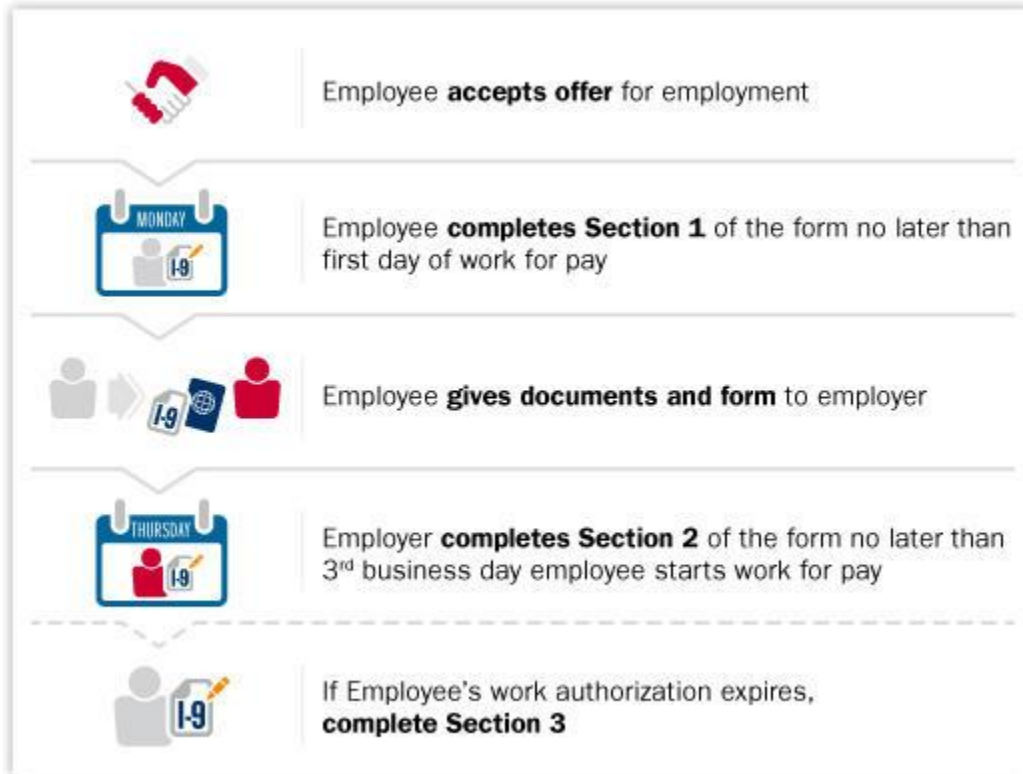 Employee accepts offer for employment
MONDAY
I-9
Employee completes Section 1 of the form no later than
first day of work for pay
I-9
Employee gives documents and form to employer
THURSDAY
I-9
Employer completes Section 2 of the form no later than
3rd business day employee starts work for pay
I-9
If Employee's work authorization expires,
complete Section 3